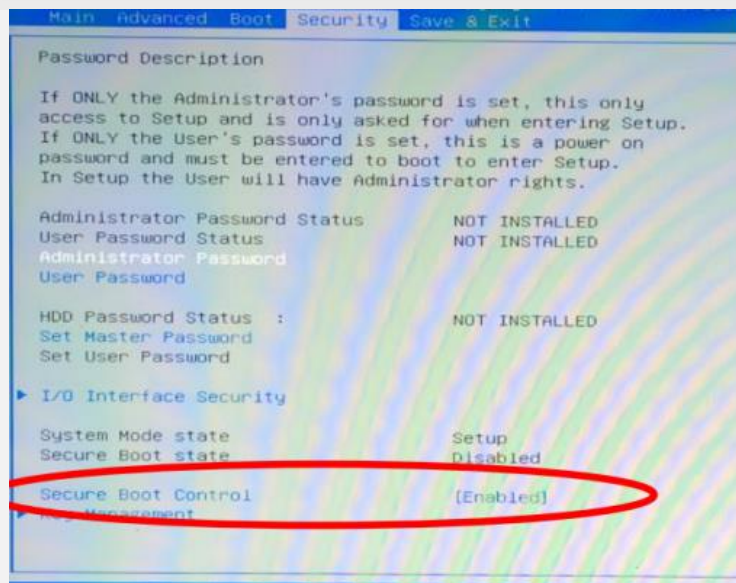 Main Advanced Boot Security Save & Exit
Password Description
If ONLY the Administrator's password is set, this only
access to Setup and is only asked for when entering Setup.
If ONLY the User's password is set, this is a power on
password and must be entered to boot to enter Setup.
In Setup the User will have Administrator rights.
Administrator Password Status NOT INSTALLED
User Password Status NOT INSTALLED
Administrator Password
User Password
HDD Password Status : NOT INSTALLED
Set Master Password
Set User Password
I/O Interface Security
System Mode state Setup
Secure Boot state Disabled
Secure Boot Control [Enabled]
Key Management